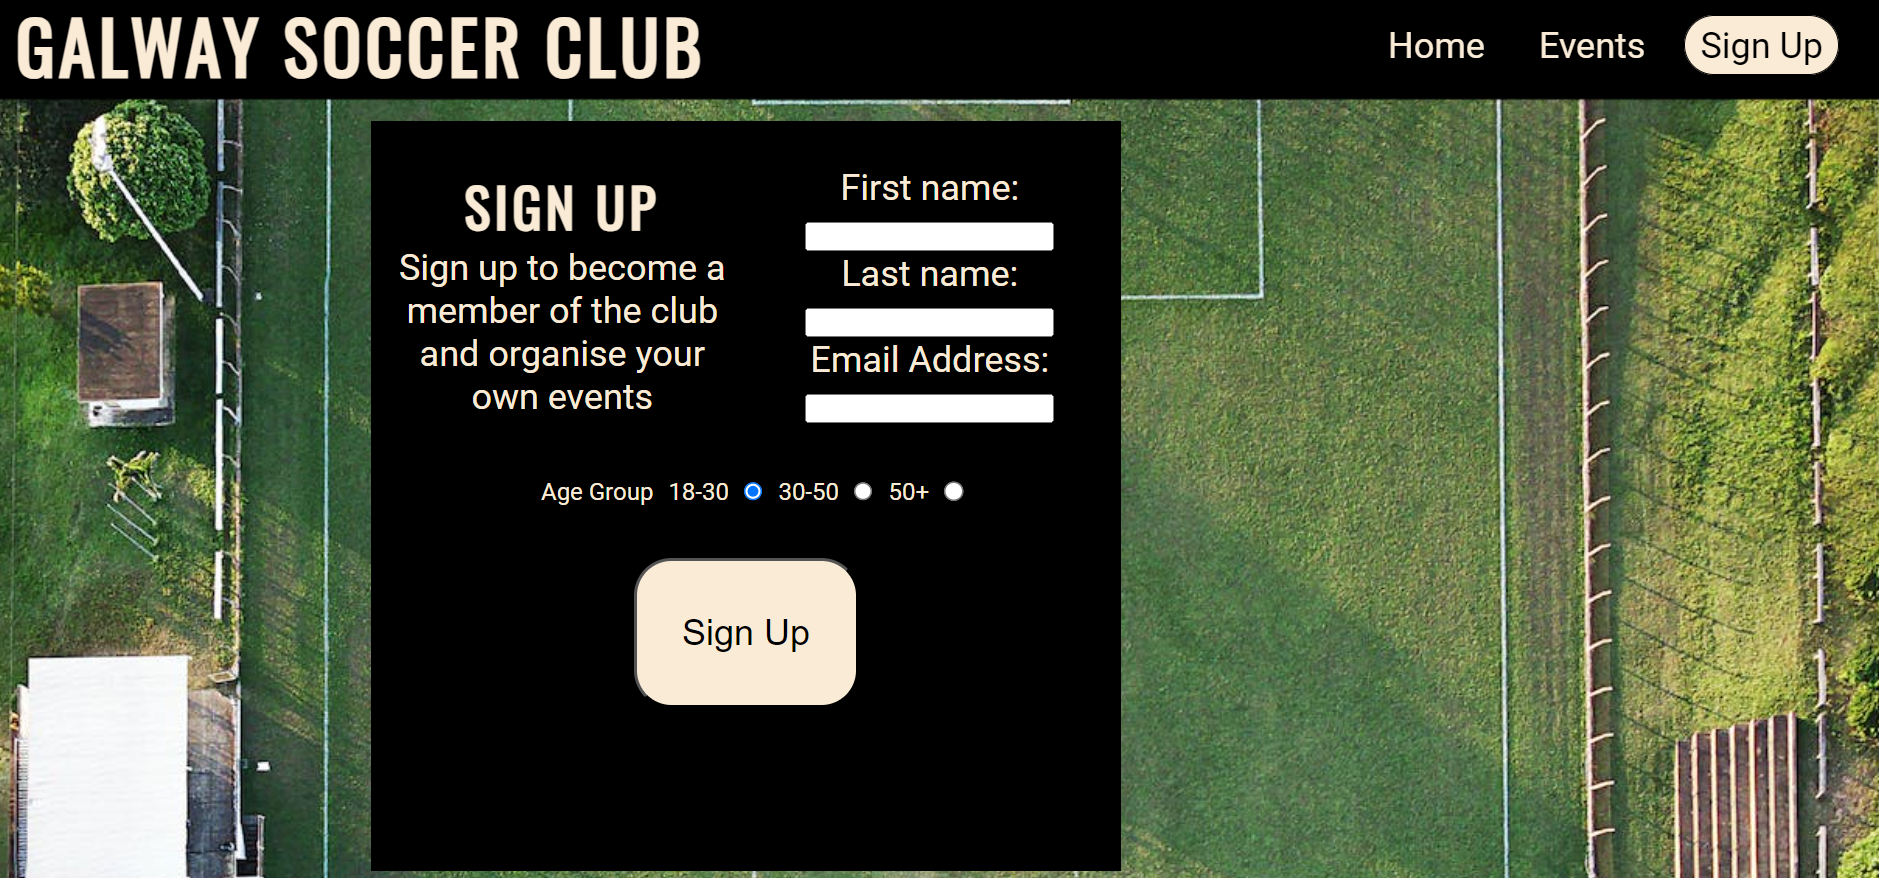 GALWAY SOCCER CLUB
Home
Events
Sign Up
SIGN UP
Sign up to become a
member of the club
and organise your
own events
First name:
Last name:
Email Address:
Age Group 18-30 30-50 50+
Sign Up